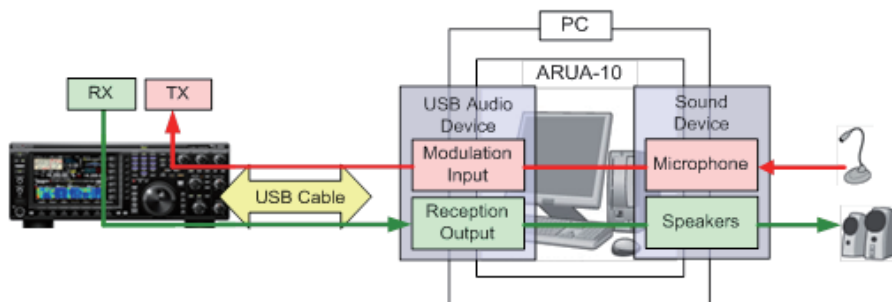 PC
ARUA-10
RX
TX
USB Audio
Device
Sound
Device
Modulation
Input
Microphone
USB Cable
Reception
Output
Speakers